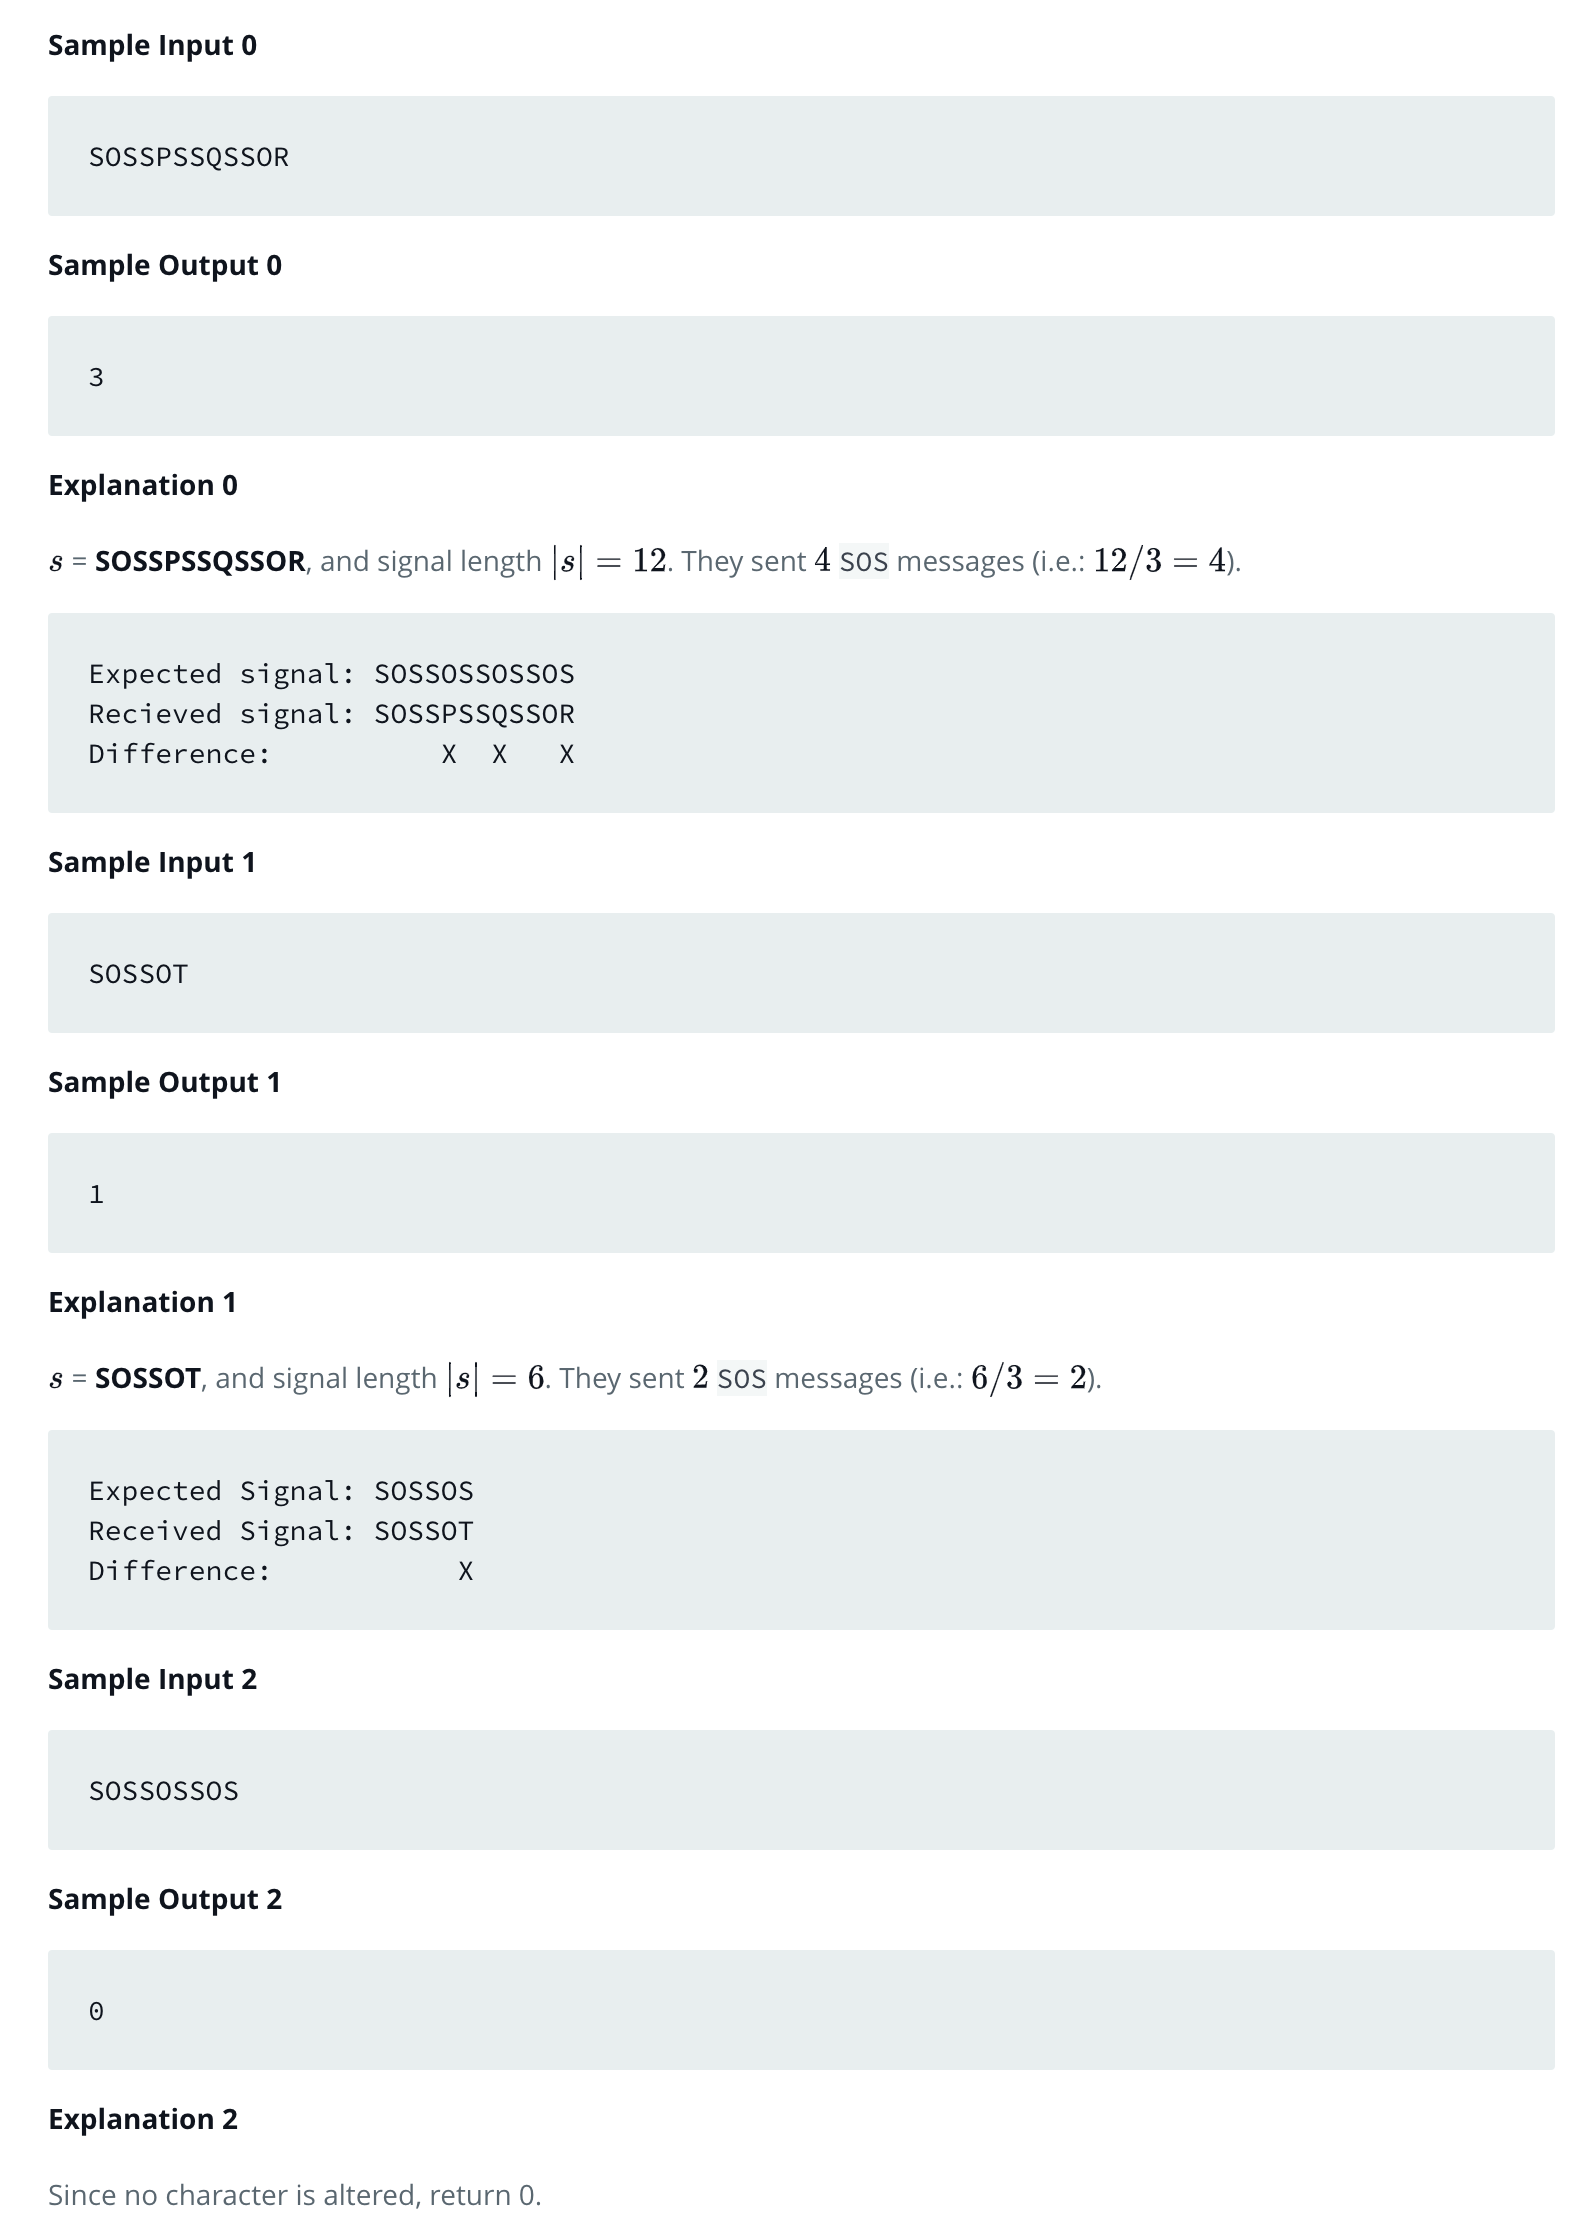 Sample Input 0
SOSSPSSQSSOR
Sample Output 0
3
Explanation 0
s = SOSSPSSQSSOR, and signal length |s| = 12. They sent 4 SOS messages (i.e.: 12/3 = 4).
Expected signal: SOSSOSSOSSOS
Recieved signal: SOSSPSSQSSOR
Difference:          X  X   X
Sample Input 1
SOSSOT
Sample Output 1
1
Explanation 1
s = SOSSOT, and signal length |s| = 6. They sent 2 SOS messages (i.e.: 6/3 = 2).
Expected Signal: SOSSOS
Received Signal: SOSSOT
Difference:           X
Sample Input 2
SOSSOSSOS
Sample Output 2
0
Explanation 2
Since no character is altered, return 0.